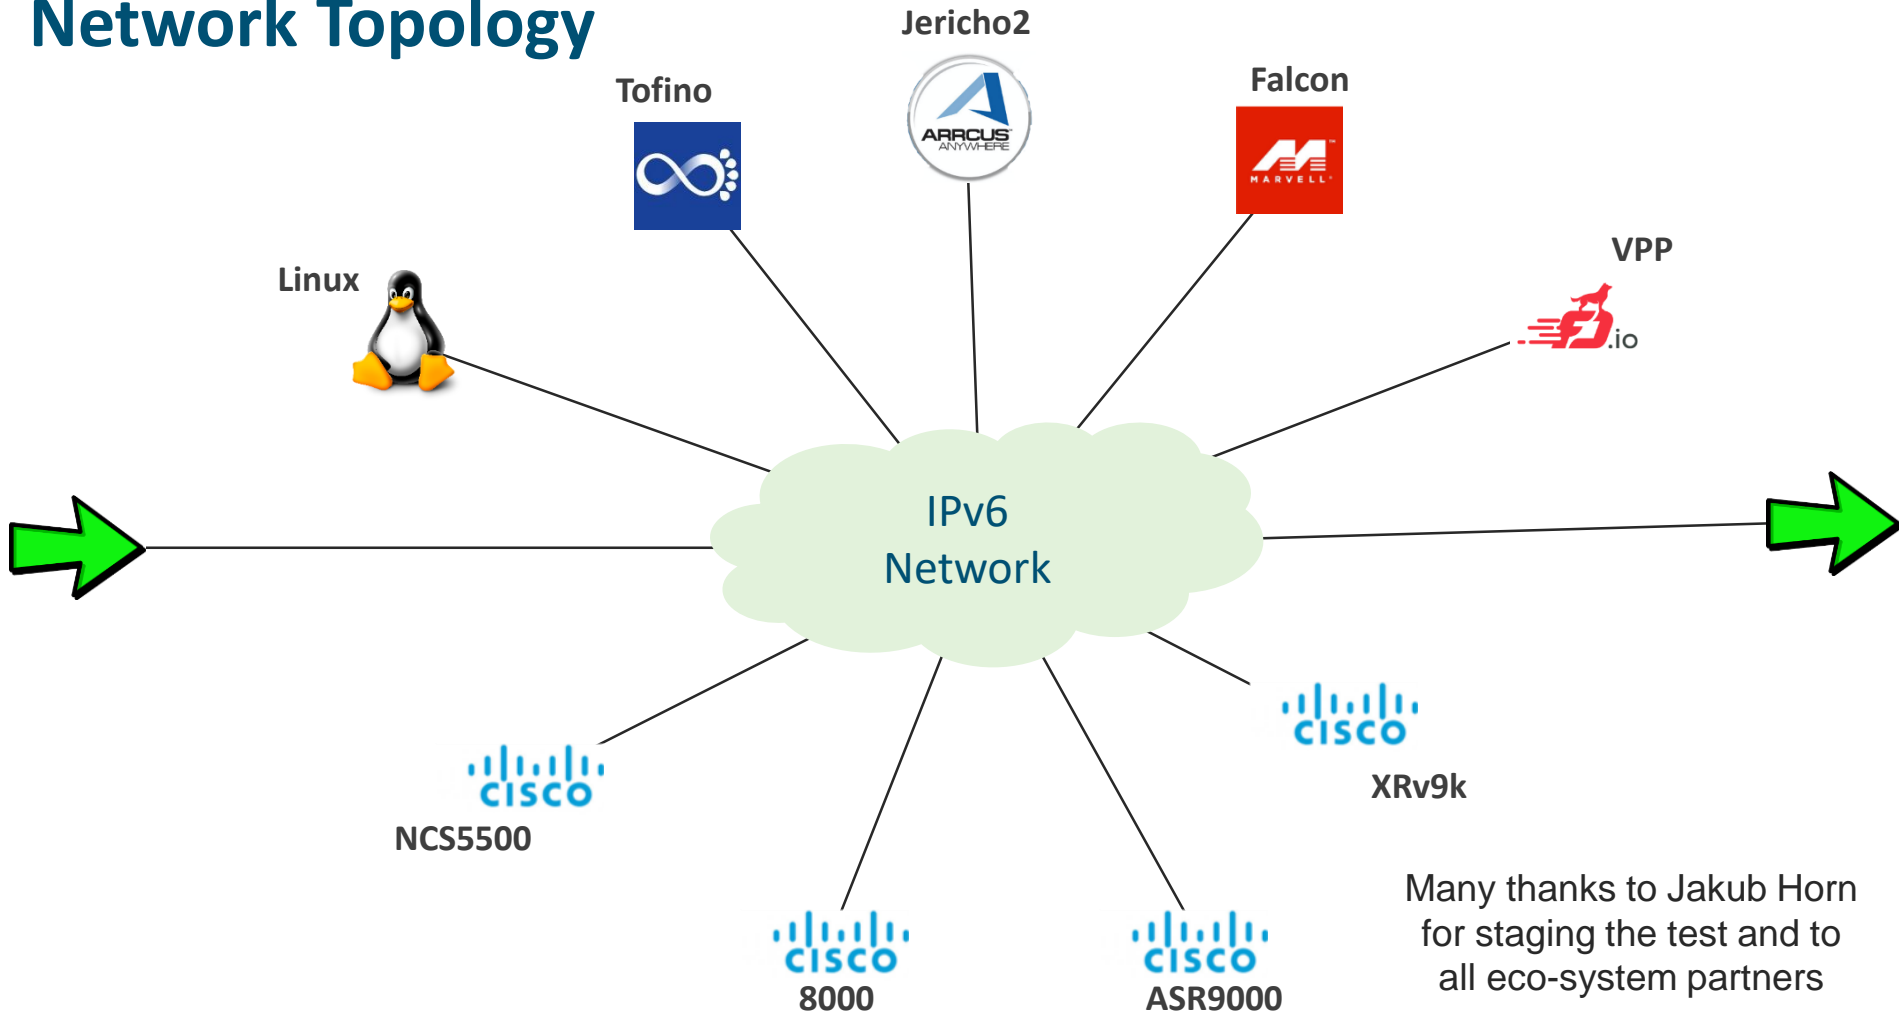 Network Topology
Jericho2
ARRCUS
ANYWHERE
Tofino
Falcon
MARVELL
VPP
.io
Linux
IPv6
Network
cisco
XRv9k
cisco
NCS5500
cisco
8000
cisco
ASR9000
Many thanks to Jakub Horn
for staging the test and to
all eco-system partners